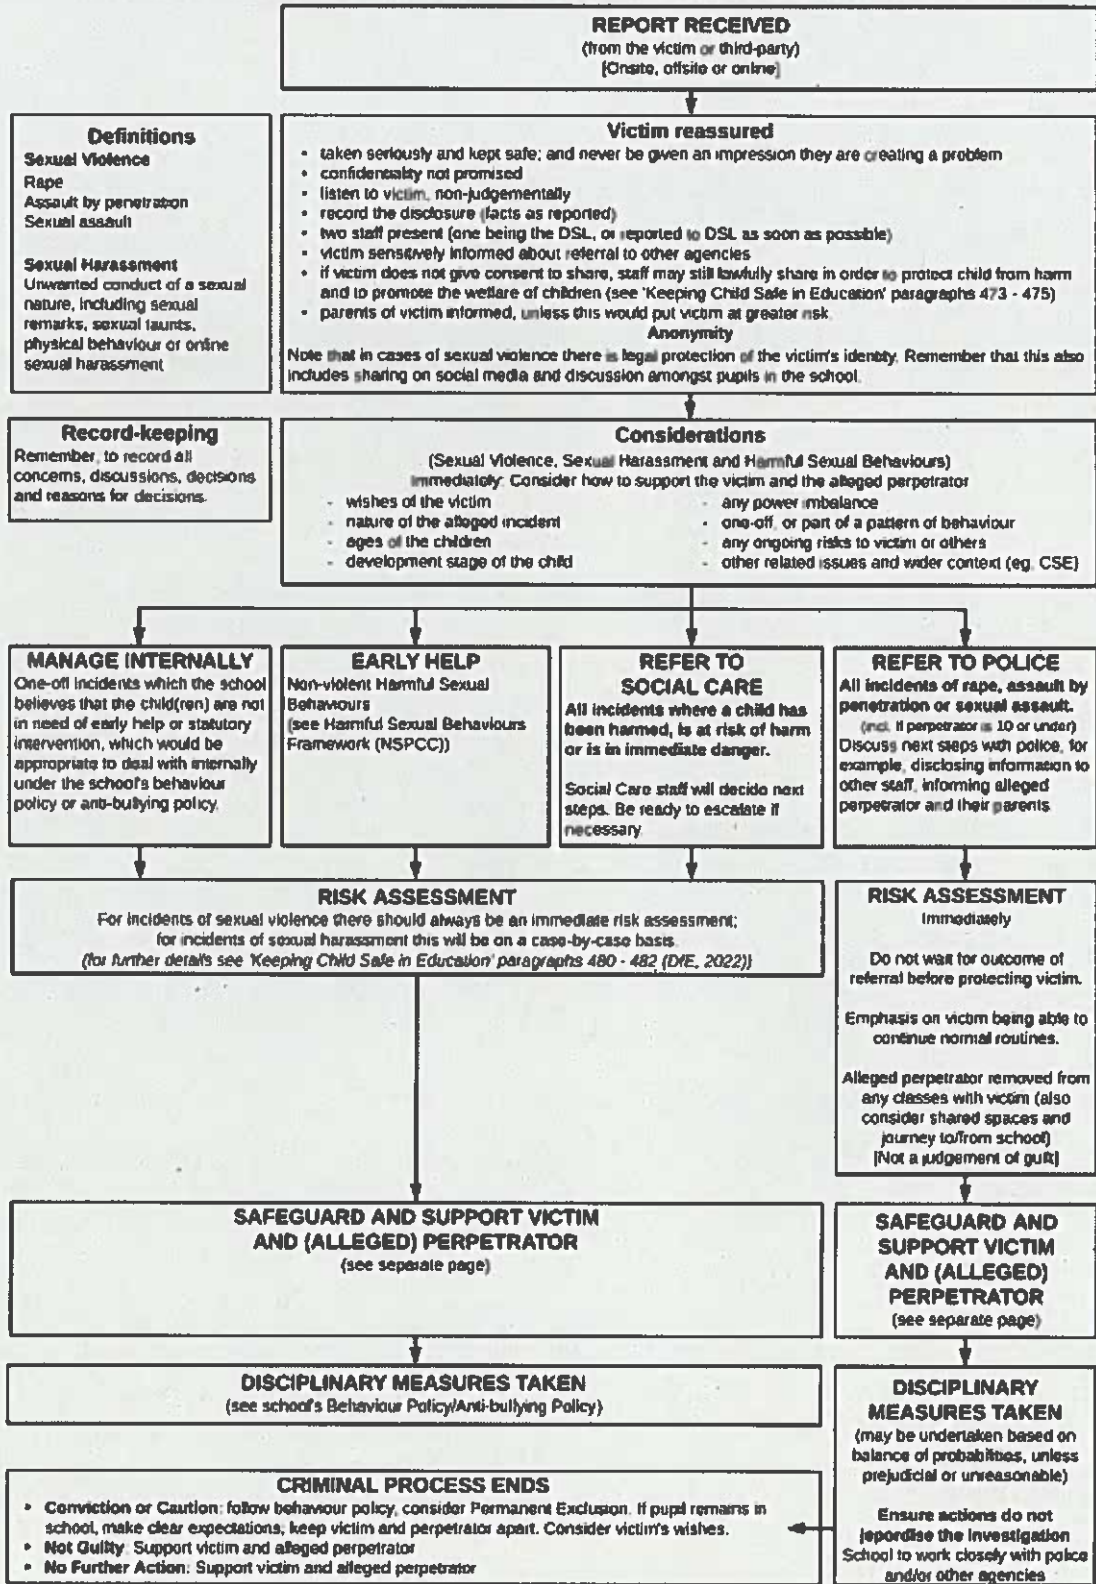 REPORT RECEIVED
(from the victim or third-party)
[Onsite, offsite or online]
Definitions
Sexual Violence
Rape
Assault by penetration
Sexual assault
Sexual Harassment
Unwanted conduct of a sexual
nature, including sexual
remarks, sexual taunts,
physical behaviour or online
sexual harassment
Victim reassured
• taken seriously and kept safe; and never be given an impression they are creating a problem
• confidentiality not promised
• listen to victim, non-judgementally
• record the disclosure (facts as reported)
• two staff present (one being the DSL, or reported to DSL as soon as possible)
• victim sensitively informed about referral to other agencies
• if victim does not give consent to share, staff may still lawfully share in order to protect child from harm
and to promote the welfare of children (see 'Keeping Child Safe in Education' paragraphs 473 - 475)
• parents of victim informed, unless this would put victim at greater risk.
Anonymity
Note that in cases of sexual violence there is legal protection of the victim's identity. Remember that this also
includes sharing on social media and discussion amongst pupils in the school.
Record-keeping
Remember, to record all
concerns, discussions, decisions
and reasons for decisions.
Considerations
(Sexual Violence, Sexual Harassment and Harmful Sexual Behaviours)
Immediately: Consider how to support the victim and the alleged perpetrator
- wishes of the victim
- nature of the alleged incident
- ages of the children
- development stage of the child
- any power imbalance
- one-off, or part of a pattern of behaviour
- any ongoing risks to victim or others
- other related issues and wider context (eg. CSE)
MANAGE INTERNALLY
One-off incidents which the school
believes that the child(ren) are not
in need of early help or statutory
intervention, which would be
appropriate to deal with internally
under the school's behaviour
policy or anti-bullying policy.
EARLY HELP
Non-violent Harmful Sexual
Behaviours
(see Harmful Sexual Behaviours
Framework (NSPCC))
REFER TO
SOCIAL CARE
All incidents where a child has
been harmed, is at risk of harm
or is in immediate danger.
Social Care staff will decide next
steps. Be ready to escalate if
necessary.
REFER TO POLICE
All incidents of rape, assault by
penetration or sexual assault.
(incl. if perpetrator is 10 or under)
Discuss next steps with police, for
example, disclosing information to
other staff, informing alleged
perpetrator and their parents
RISK ASSESSMENT
For incidents of sexual violence there should always be an immediate risk assessment;
for incidents of sexual harassment this will be on a case-by-case basis.
(for further details see 'Keeping Child Safe in Education' paragraphs 480 - 482 (DfE, 2022))
RISK ASSESSMENT
Immediately
Do not wait for outcome of
referral before protecting victim.
Emphasis on victim being able to
continue normal routines.
Alleged perpetrator removed from
any classes with victim (also
consider shared spaces and
journey to/from school)
[Not a judgement of guilt]
SAFEGUARD AND SUPPORT VICTIM
AND (ALLEGED) PERPETRATOR
(see separate page)
SAFEGUARD AND
SUPPORT VICTIM
AND (ALLEGED)
PERPETRATOR
(see separate page)
DISCIPLINARY MEASURES TAKEN
(see school's Behaviour Policy/Anti-bullying Policy)
DISCIPLINARY
MEASURES TAKEN
(may be undertaken based on
balance of probabilities, unless
prejudicial or unreasonable)
Ensure actions do not
jepordise the investigation
School to work closely with police
and/or other agencies
CRIMINAL PROCESS ENDS
• Conviction or Caution: follow behaviour policy, consider Permanent Exclusion. If pupil remains in
school, make clear expectations; keep victim and perpetrator apart. Consider victim's wishes.
• Not Guilty: Support victim and alleged perpetrator
• No Further Action: Support victim and alleged perpetrator